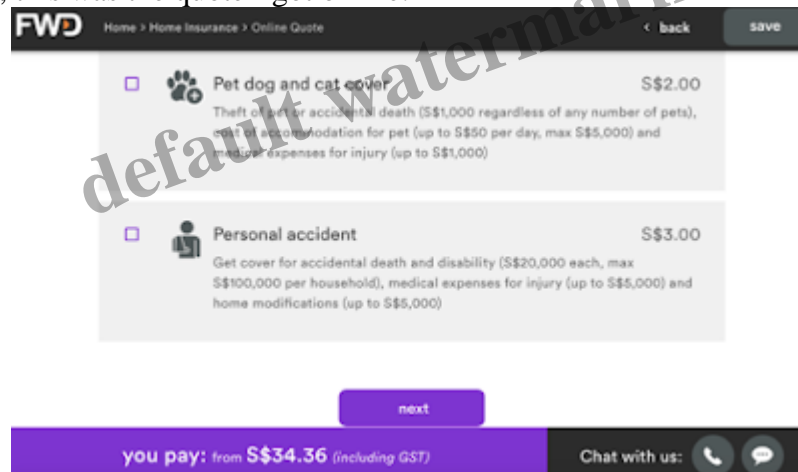 FWD Home > Home Insurance > Online Quote < back save
Pet dog and cat cover S$2.00
Theft of pet or accidental death (S$1,000 regardless of any number of pets),
cost of accommodation for pet (up to S$50 per day, max S$5,000) and
medical expenses for injury (up to S$1,000)
Personal accident S$3.00
Get cover for accidental death and disability (S$20,000 each, max
S$100,000 per household), medical expenses for injury (up to S$5,000) and
home modifications (up to S$5,000)
next
you pay: from S$34.36 (including GST) Chat with us:
default watermark